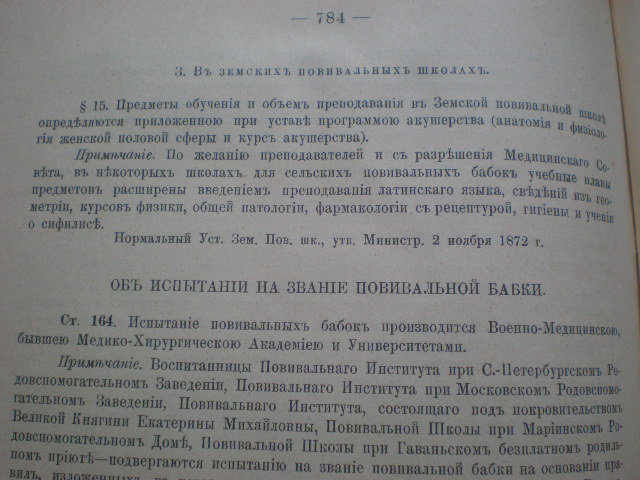 — 784 —
3. Въ земскихъ повивальныхъ школахъ.
§ 15. Предметы обученія и объемъ преподаванія въ Земской повивальной школѣ
опредѣляются приложенною при уставѣ программою акушерства (анатомія и физіоло-
гія женской половой сферы и курсъ акушерства).
Примѣчаніе. По желанію преподавателей и съ разрѣшенія Медицинскаго Со-
вѣта, въ нѣкоторыхъ школахъ для сельскихъ повивальныхъ бабокъ учебные планы
предметовъ расширены введеніемъ преподаванія латинскаго языка, свѣдѣній изъ гео-
метріи, курсовъ физики, общей патологіи, фармакологіи съ рецептурой, гигіены и ученія
о сифилисѣ.
Нормальный Уст. Зем. Пов. шк., утв. Министр. 2 ноября 1872 г.
ОБЪ ИСПЫТАНІИ НА ЗВАНІЕ ПОВИВАЛЬНОЙ БАБКИ.
Ст. 164. Испытаніе повивальныхъ бабокъ производится Военно-Медицинскою,
бывшею Медико-Хирургическою Академіею и Университетами.
Примѣчаніе. Воспитанницы Повивальнаго Института при С.-Петербургскомъ Ро-
довспомогательномъ Заведеніи, Повивальнаго Института при Московскомъ Родовспомо-
гательномъ Заведеніи, Повивальнаго Института, состоящаго подъ покровительствомъ
Великой Княгини Екатерины Михайловны, Повивальной Школы при Маріинскомъ Ро-
довспомогательномъ Домѣ, Повивальной Школы при Гаваньскомъ безплатномъ родиль-
номъ пріютѣ—подвергаются испытанію на званіе повивальной бабки на основаніи пра-
вилъ, изложенныхъ